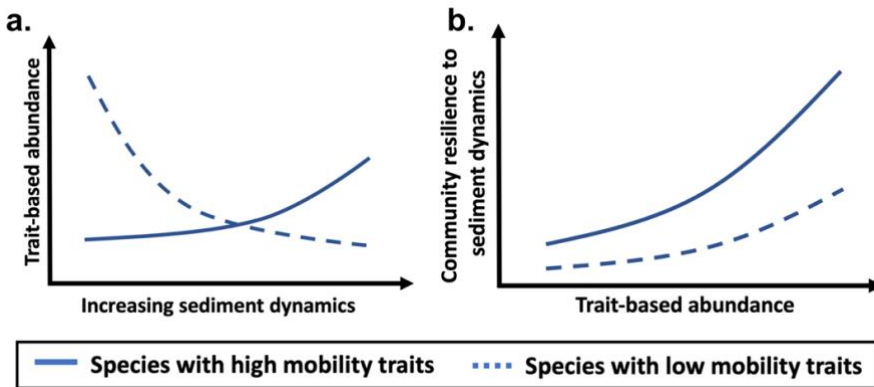 a.
Trait-based abundance
Increasing sediment dynamics
b.
Community resilience to
sediment dynamics
Trait-based abundance
Species with high mobility traits
Species with low mobility traits